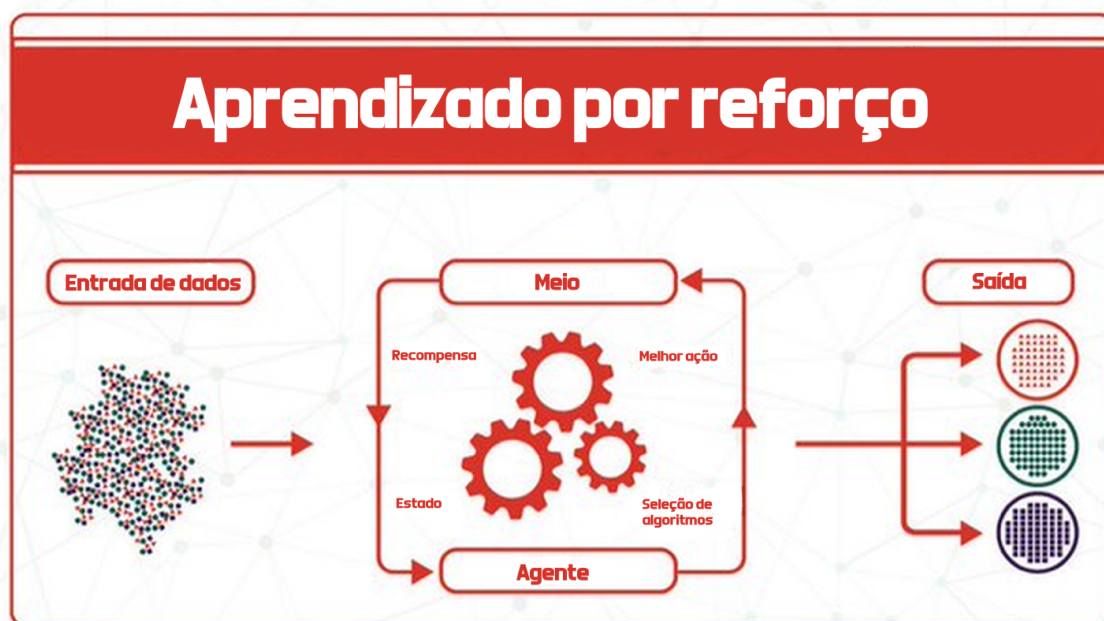 Aprendizado por reforço
Entrada de dados
Meio
Saída
Recompensa
Melhor ação
Estado
Seleção de
algoritmos
Agente